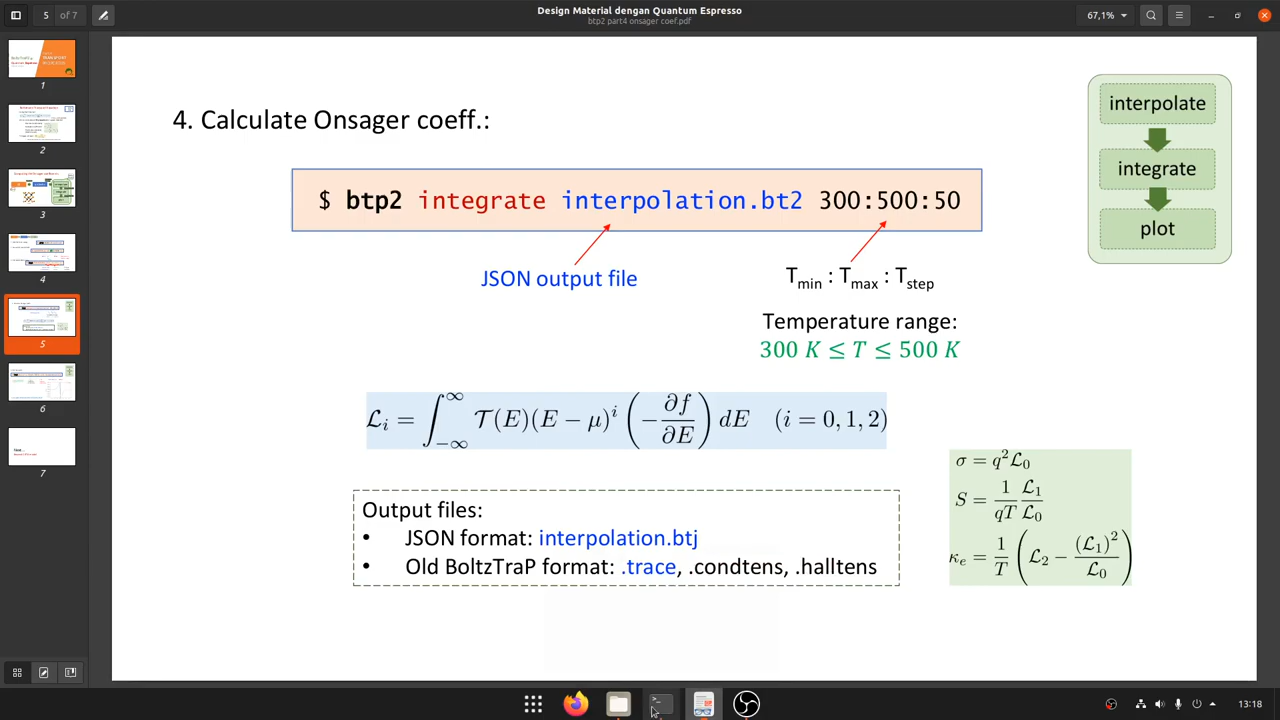 5 of 7
Design Material dengan Quantum Espresso
btp2 part4 onsager coef.pdf
67,1%
4. Calculate Onsager coeff.:
$ btp2 integrate interpolation.bt2 300:500:50
JSON output file
Tmin : Tmax : Tstep
Temperature range:
300 K ≤ T ≤ 500 K
interpolate
integrate
plot
ℒᵢ = ∫_{-∞}^{∞} 𝒯(E)(E − μ)ⁱ (−∂f/∂E) dE (i = 0, 1, 2)
Output files:
• JSON format: interpolation.btj
• Old BoltzTraP format: .trace, .condtens, .halltens
σ = q²ℒ₀
S = 1/(qT) ℒ₁/ℒ₀
κₑ = 1/T (ℒ₂ − (ℒ₁)²/ℒ₀)
1
2
3
4
5
6
7
13:18